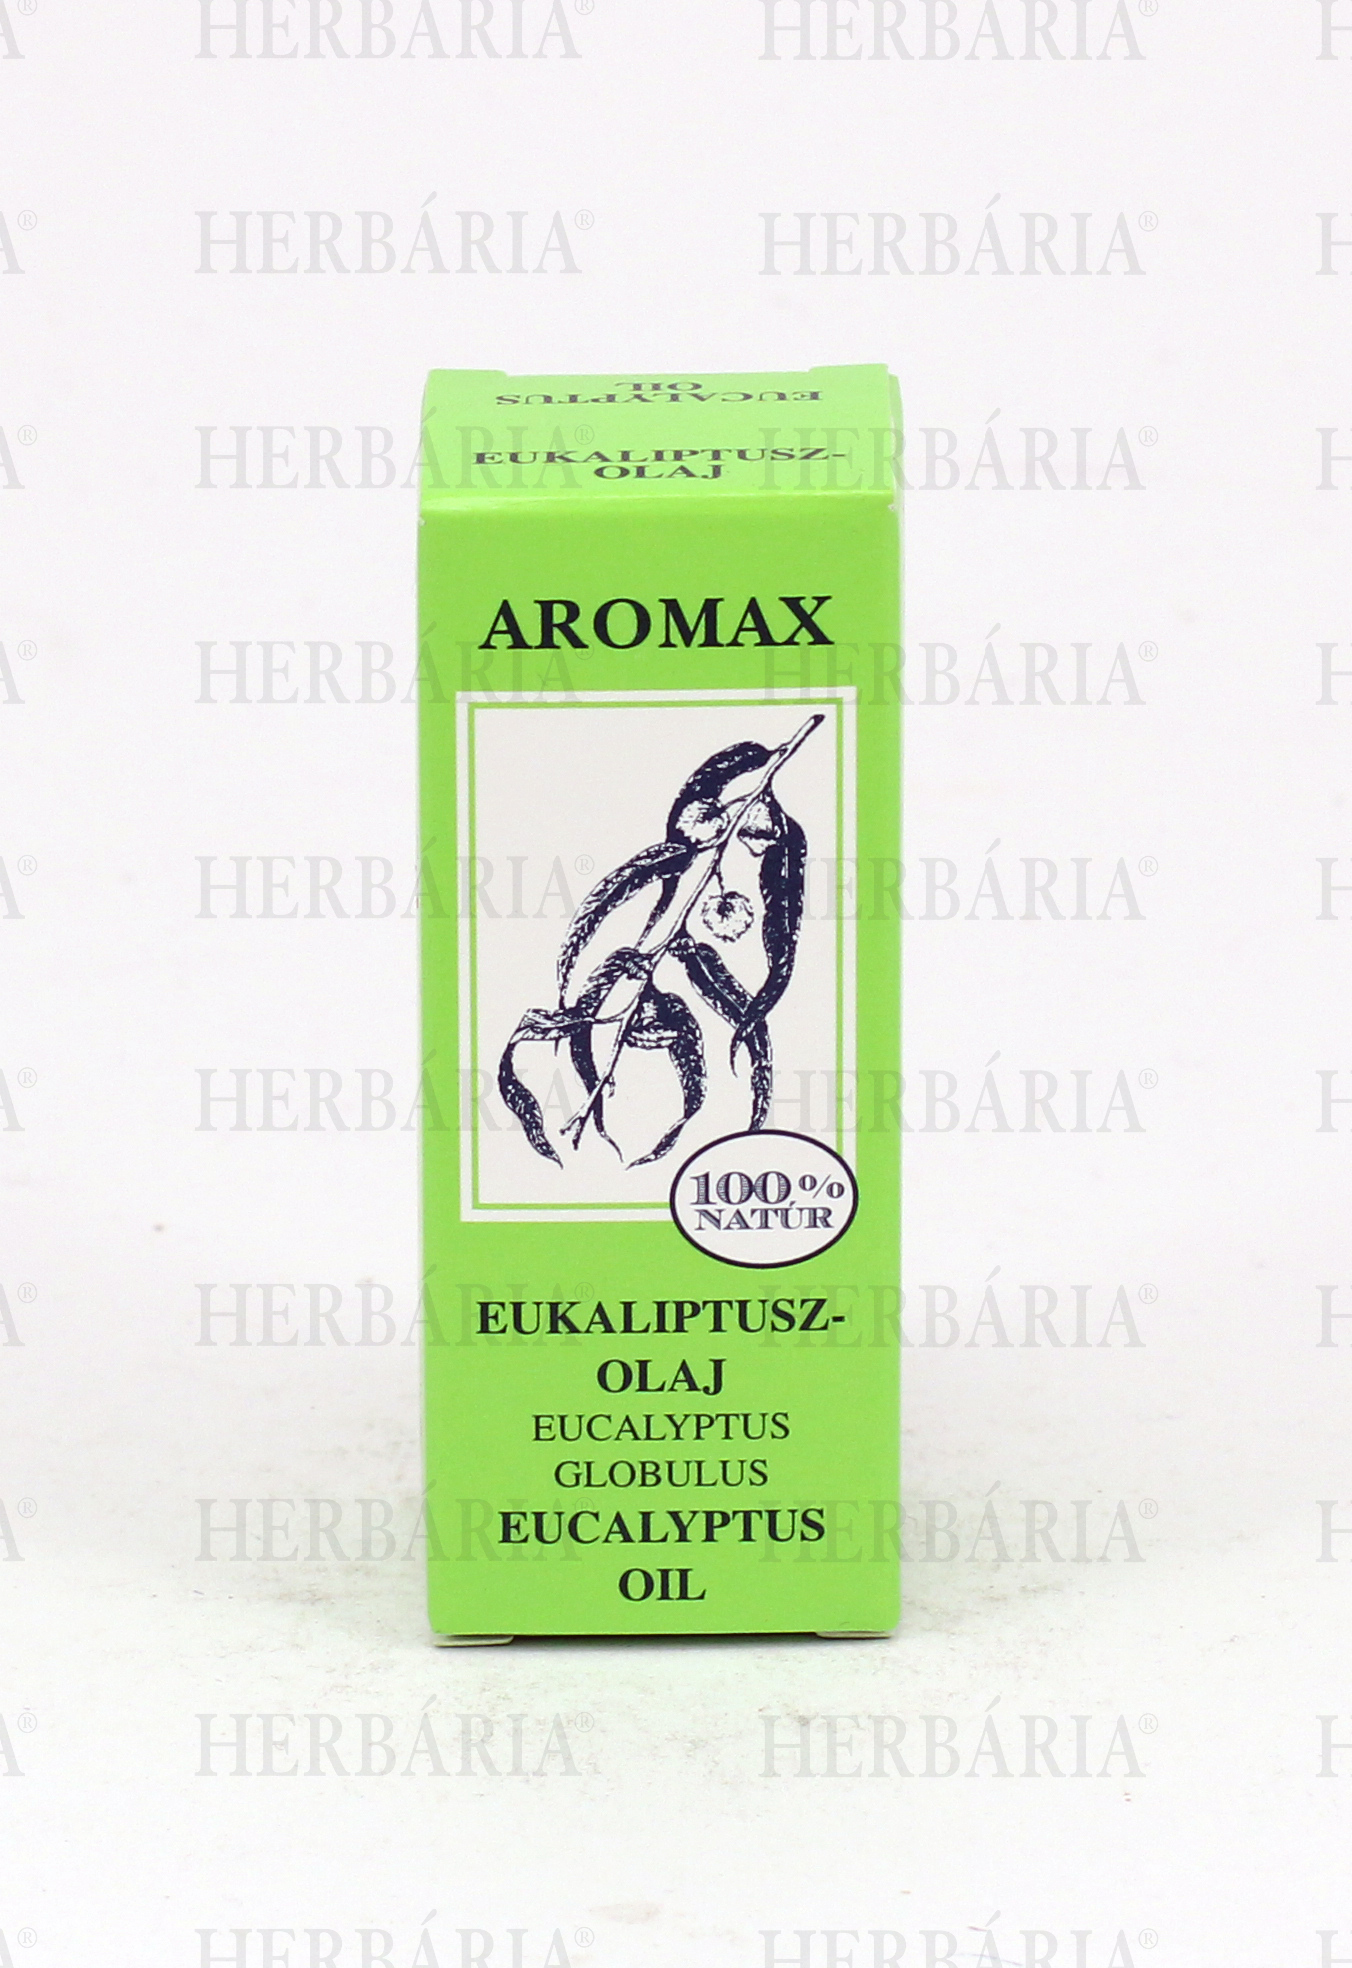 HERBÁRIA®
EUCALYPTUS
OIL
EUKALIPTUSZ-
OLAJ
AROMAX
100%
NATÚR
EUKALIPTUSZ-
OLAJ
EUCALYPTUS
GLOBULUS
EUCALYPTUS
OIL